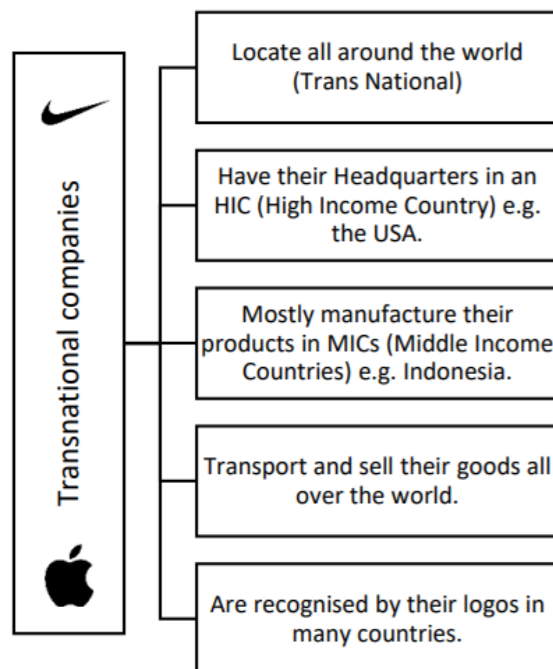 Transnational companies
Locate all around the world
(Trans National)
Have their Headquarters in an
HIC (High Income Country) e.g.
the USA.
Mostly manufacture their
products in MICs (Middle Income
Countries) e.g. Indonesia.
Transport and sell their goods all
over the world.
Are recognised by their logos in
many countries.